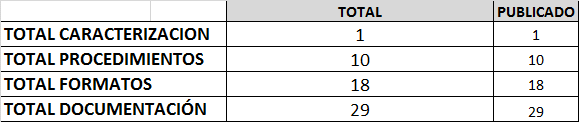 TOTAL PUBLICADO
TOTAL CARACTERIZACION 1 1
TOTAL PROCEDIMIENTOS 10 10
TOTAL FORMATOS 18 18
TOTAL DOCUMENTACIÓN 29 29